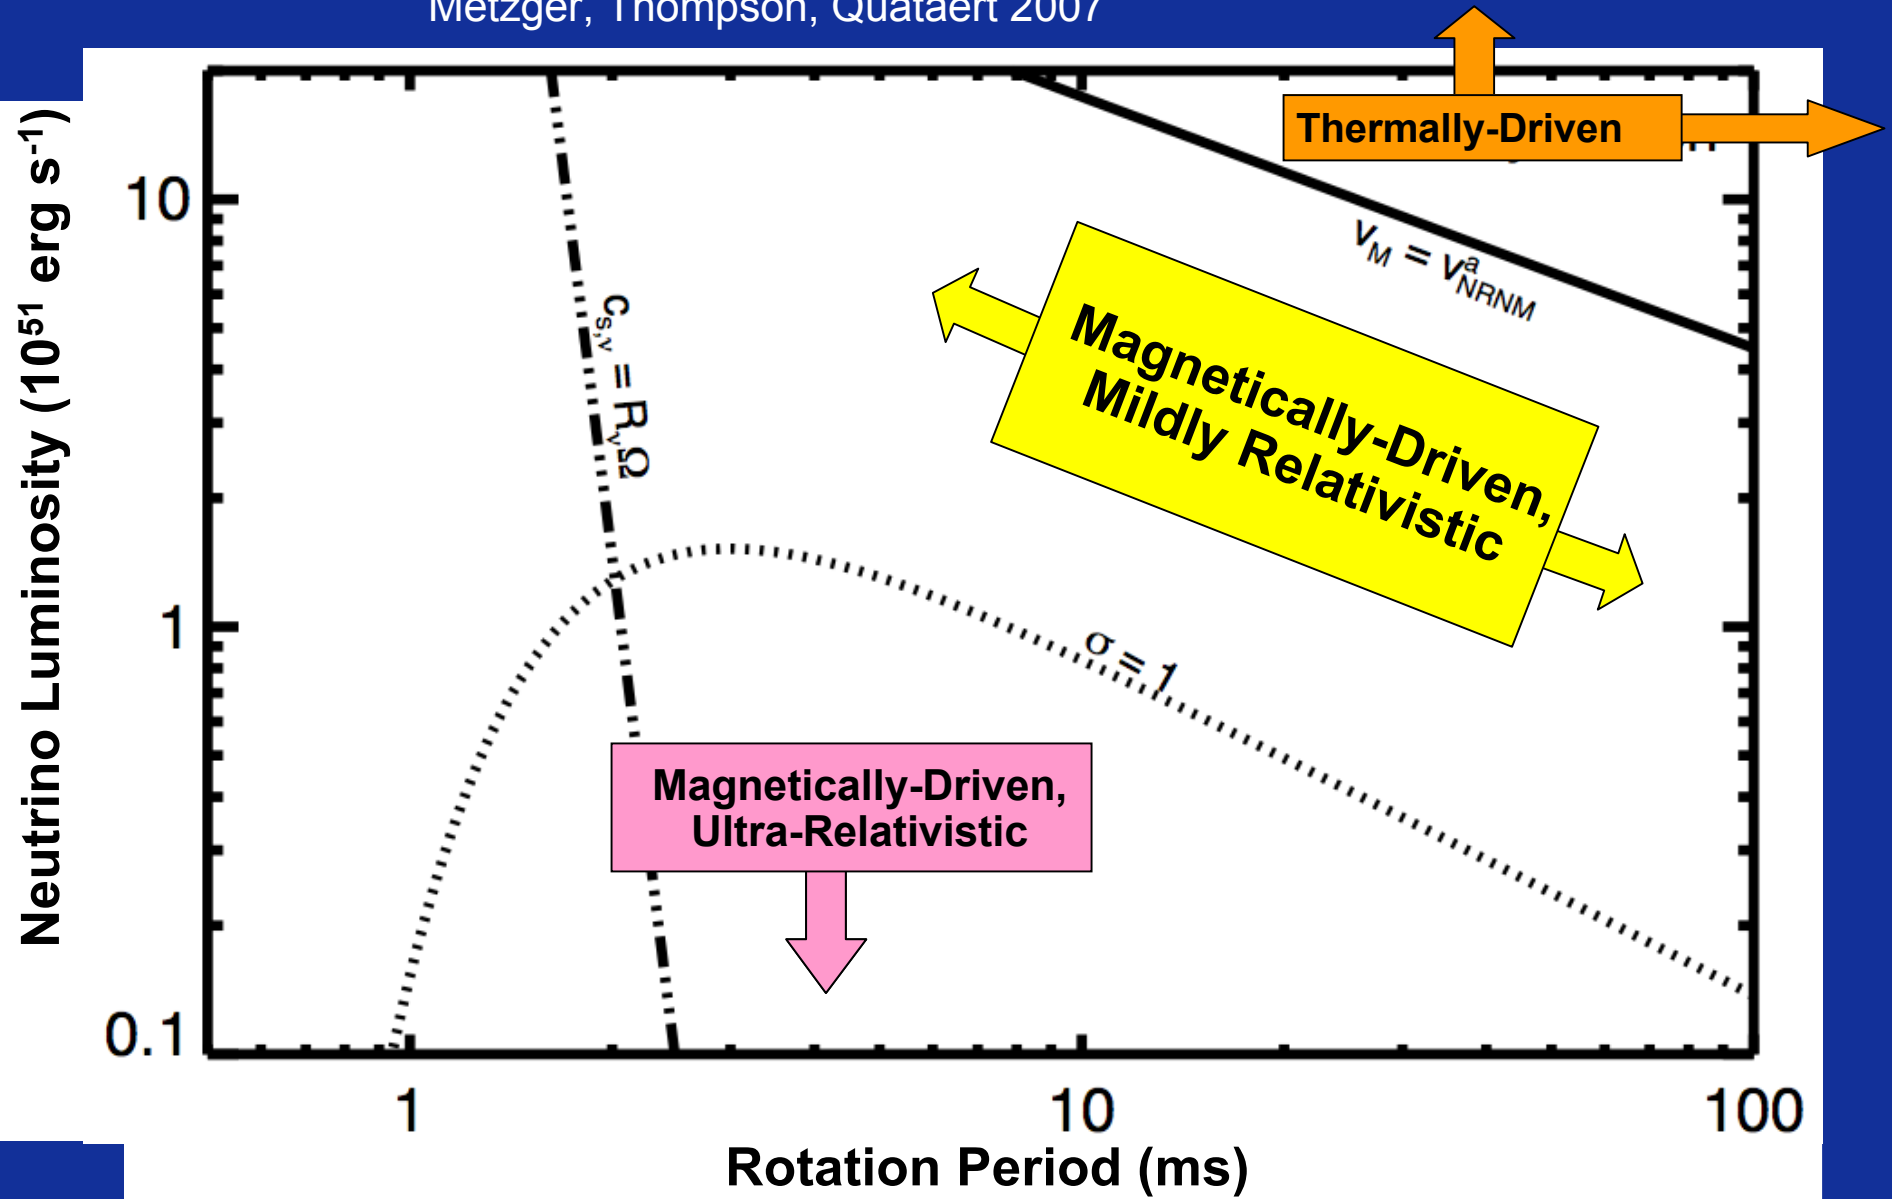 Metzger, Thompson, Quataert 2007
Thermally-Driven
Neutrino Luminosity (10⁵¹ erg s⁻¹)
10
1
0.1
v_M = v^a_NRNM
c_s,ν = R_ν Ω
Magnetically-Driven,
Mildly Relativistic
σ = 1
Magnetically-Driven,
Ultra-Relativistic
1
10
100
Rotation Period (ms)